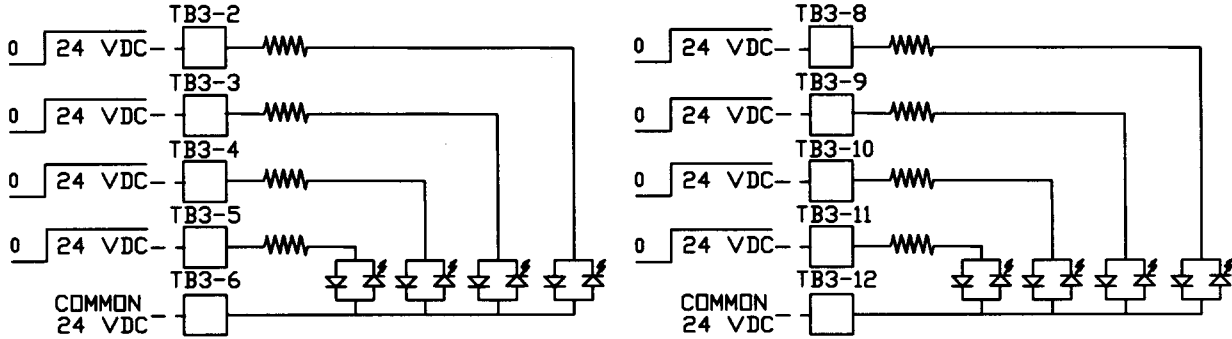 TB3-2
0 24 VDC
TB3-3
0 24 VDC
TB3-4
0 24 VDC
TB3-5
0 24 VDC
TB3-6
COMMON
24 VDC
TB3-8
0 24 VDC
TB3-9
0 24 VDC
TB3-10
0 24 VDC
TB3-11
0 24 VDC
TB3-12
COMMON
24 VDC